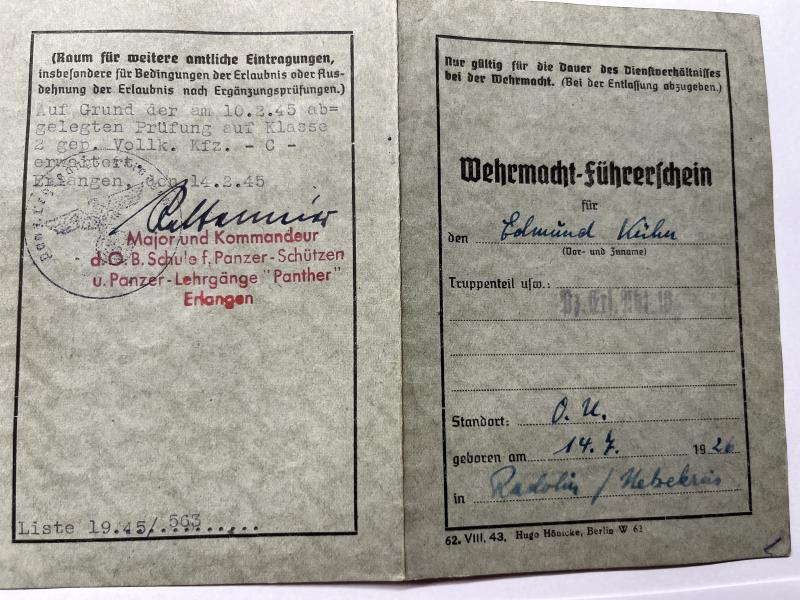 (Raum für weitere amtliche Eintragungen,
insbesondere für Bedingungen der Erlaubnis oder Aus-
dehnung der Erlaubnis nach Ergänzungsprüfungen.)
Auf Grund der am 10.2.45 ab=
gelegten Prüfung auf Klasse
2 gep. Vollk. Kfz. - C -
erweitert.
Erlangen, den 14.2.45
Major und Kommandeur
d. O. B. Schule f. Panzer-Schützen
u. Panzer-Lehrgänge "Panther"
Erlangen
Liste 19.45/.563.........
Nur gültig für die Dauer des Dienstverhältnisses
bei der Wehrmacht. (Bei der Entlassung abzugeben.)
Wehrmacht-Führerschein
für
den Edmund Kühn
(Vor- und Zuname)
Truppenteil usw.:
Standort: O. U.
geboren am 14. 7. 1926
in / Netzekreis
62. VIII. 43. Hugo Hönicke, Berlin W 62